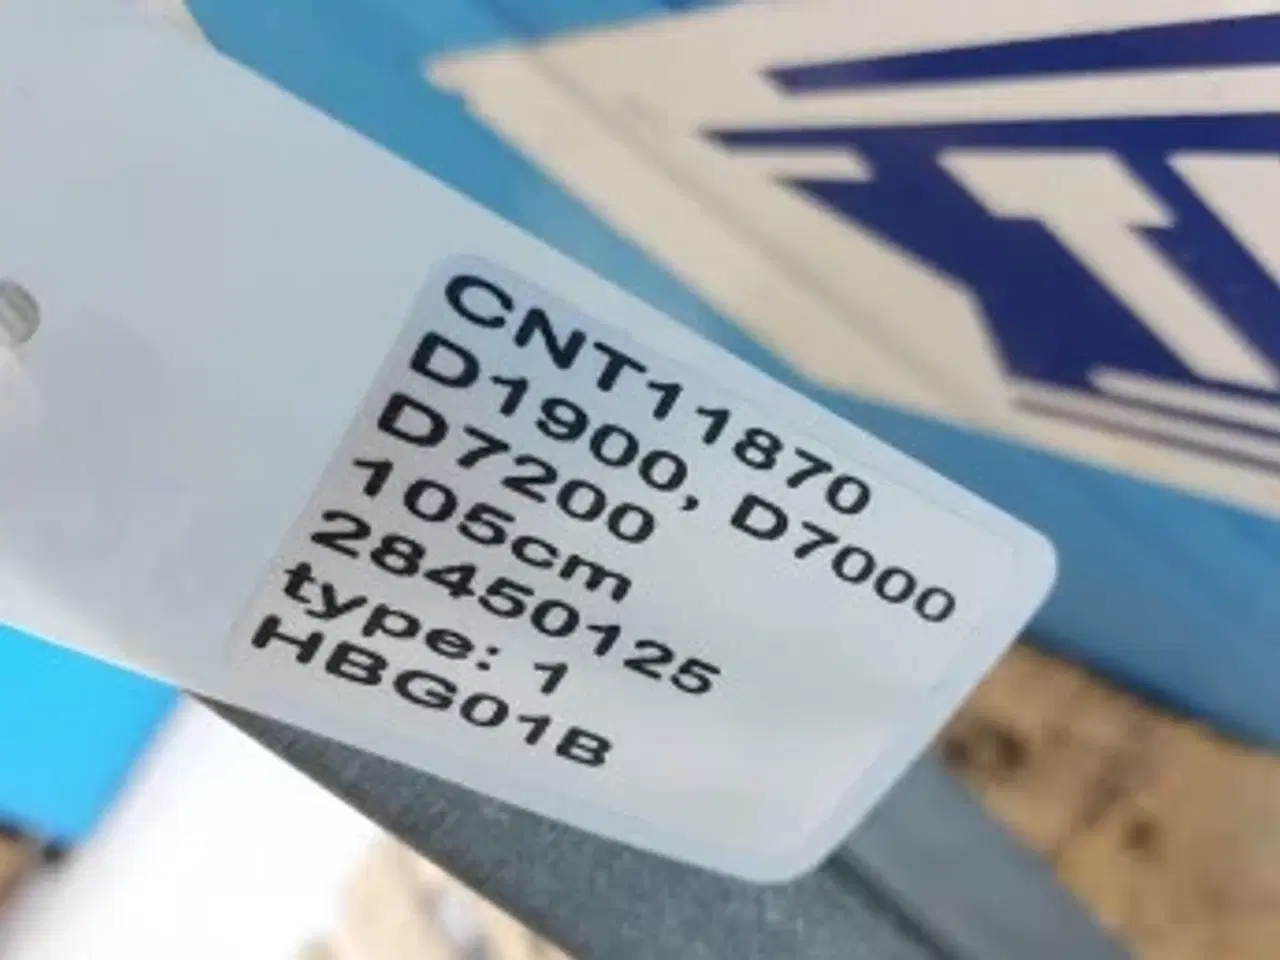 CNT11870
D1900, D7000
D7200
105cm
28450125
type: 1
HBG01B